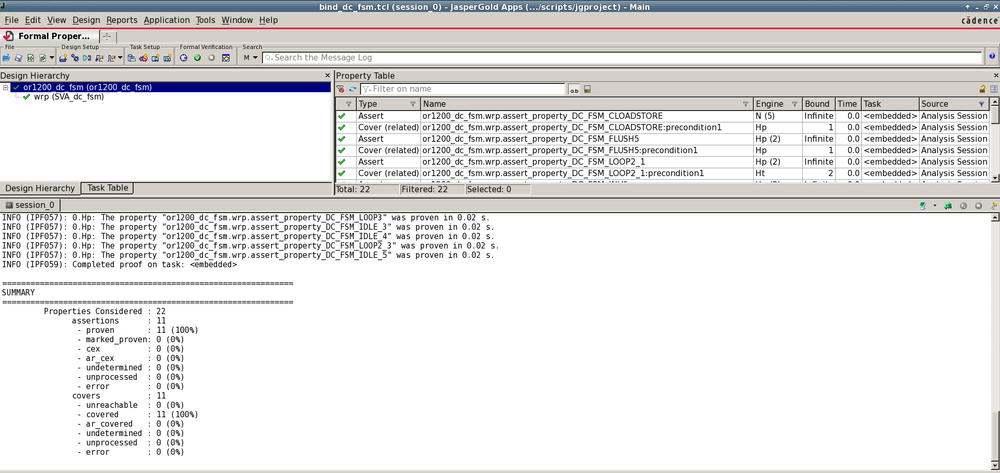 bind_dc_fsm.tcl (session_0) - JasperGold Apps (.../scripts/jgproject) - Main
File Edit View Design Reports Application Tools Window Help
cādence
Formal Proper...
File Design Setup Task Setup Formal Verification Search
M Search the Message Log
Design Hierarchy
or1200_dc_fsm (or1200_dc_fsm)
wrp (SVA_dc_fsm)
Design Hierarchy Task Table
Property Table
Filter on name a.b
Type Name Engine Bound Time Task Source
Assert or1200_dc_fsm.wrp.assert_property_DC_FSM_CLOADSTORE N (5) Infinite 0.0 <embedded> Analysis Session
Cover (related) or1200_dc_fsm.wrp.assert_property_DC_FSM_CLOADSTORE:precondition1 Hp 1 0.0 <embedded> Analysis Session
Assert or1200_dc_fsm.wrp.assert_property_DC_FSM_FLUSH5 Hp (2) Infinite 0.0 <embedded> Analysis Session
Cover (related) or1200_dc_fsm.wrp.assert_property_DC_FSM_FLUSH5:precondition1 Hp 1 0.0 <embedded> Analysis Session
Assert or1200_dc_fsm.wrp.assert_property_DC_FSM_LOOP2_1 Hp (2) Infinite 0.0 <embedded> Analysis Session
Cover (related) or1200_dc_fsm.wrp.assert_property_DC_FSM_LOOP2_1:precondition1 Ht 2 0.0 <embedded> Analysis Session
Total: 22 Filtered: 22 Selected: 0
session_0
INFO (IPF057): 0.Hp: The property "or1200_dc_fsm.wrp.assert_property_DC_FSM_LOOP3" was proven in 0.02 s.
INFO (IPF057): 0.Hp: The property "or1200_dc_fsm.wrp.assert_property_DC_FSM_IDLE_3" was proven in 0.02 s.
INFO (IPF057): 0.Hp: The property "or1200_dc_fsm.wrp.assert_property_DC_FSM_IDLE_4" was proven in 0.02 s.
INFO (IPF057): 0.Hp: The property "or1200_dc_fsm.wrp.assert_property_DC_FSM_LOOP2_3" was proven in 0.02 s.
INFO (IPF057): 0.Hp: The property "or1200_dc_fsm.wrp.assert_property_DC_FSM_IDLE_5" was proven in 0.02 s.
INFO (IPF059): Completed proof on task: <embedded>
==============================================================
SUMMARY
==============================================================
Properties Considered : 22
assertions : 11
- proven : 11 (100%)
- marked_proven: 0 (0%)
- cex : 0 (0%)
- ar_cex : 0 (0%)
- undetermined : 0 (0%)
- unprocessed : 0 (0%)
- error : 0 (0%)
covers : 11
- unreachable : 0 (0%)
- covered : 11 (100%)
- ar_covered : 0 (0%)
- undetermined : 0 (0%)
- unprocessed : 0 (0%)
- error : 0 (0%)